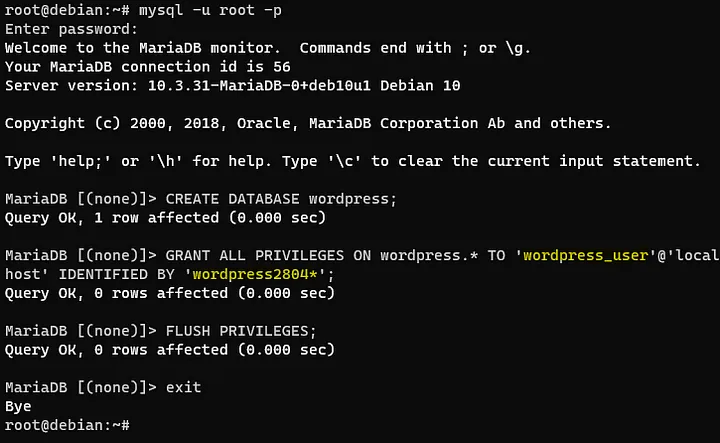 root@debian:~# mysql -u root -p
Enter password:
Welcome to the MariaDB monitor.  Commands end with ; or \g.
Your MariaDB connection id is 56
Server version: 10.3.31-MariaDB-0+deb10u1 Debian 10

Copyright (c) 2000, 2018, Oracle, MariaDB Corporation Ab and others.

Type 'help;' or '\h' for help. Type '\c' to clear the current input statement.

MariaDB [(none)]> CREATE DATABASE wordpress;
Query OK, 1 row affected (0.000 sec)

MariaDB [(none)]> GRANT ALL PRIVILEGES ON wordpress.* TO 'wordpress_user'@'local
host' IDENTIFIED BY 'wordpress2804*';
Query OK, 0 rows affected (0.000 sec)

MariaDB [(none)]> FLUSH PRIVILEGES;
Query OK, 0 rows affected (0.000 sec)

MariaDB [(none)]> exit
Bye
root@debian:~#